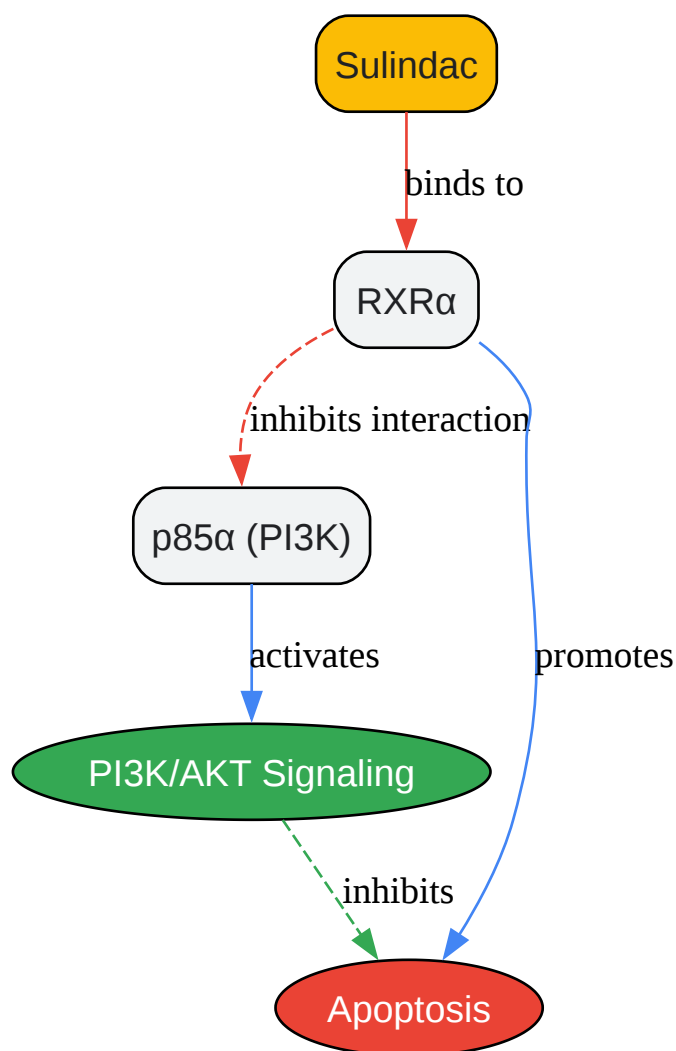 Sulindac
binds to
RXRα
inhibits interaction
p85α (PI3K)
activates
promotes
PI3K/AKT Signaling
inhibits
Apoptosis